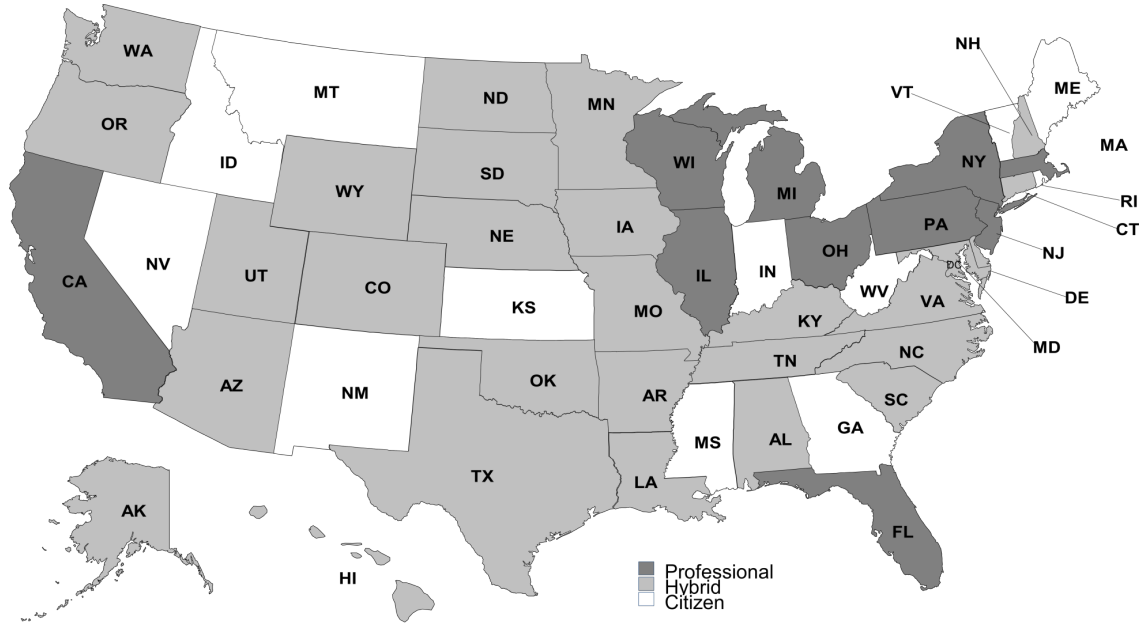 NH
WA
ME
VT
MT
ND
MN
OR
MA
ID
WI
NY
SD
MI
WY
RI
IA
PA
CT
NE
OH
NJ
NV
IN
DC
CA
UT
IL
CO
WV
DE
VA
KS
MO
KY
MD
NC
TN
OK
AZ
NM
AR
SC
GA
MS
AL
TX
LA
AK
FL
HI
Professional
Hybrid
Citizen